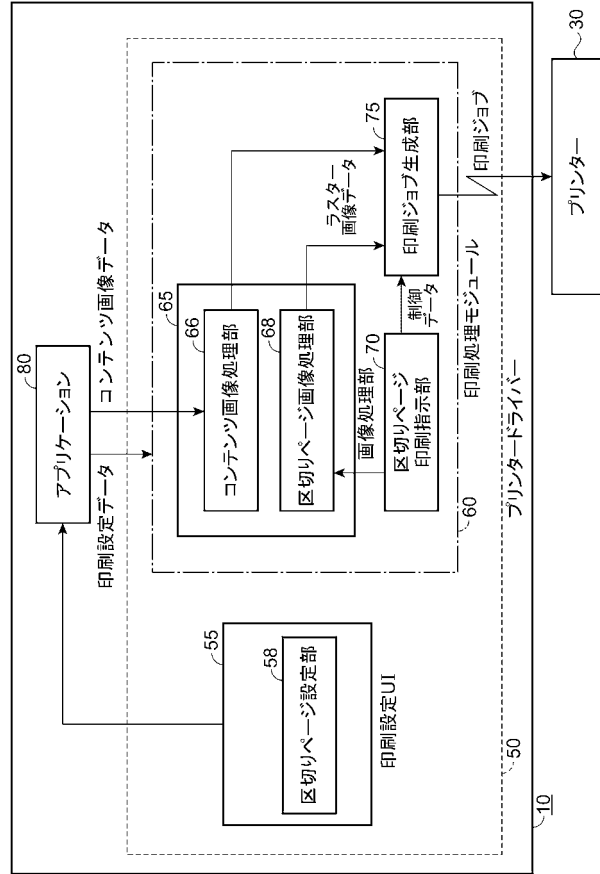 80
アプリケーション
印刷設定データ
コンテンツ画像データ
55
58
区切りページ設定部
印刷設定UI
65
66
コンテンツ画像処理部
68
区切りページ画像処理部
画像処理部
70
区切りページ
印刷指示部
制御
データ
ラスター
画像データ
75
印刷ジョブ生成部
印刷ジョブ
60
印刷処理モジュール
50
プリンタードライバー
10
30
プリンター